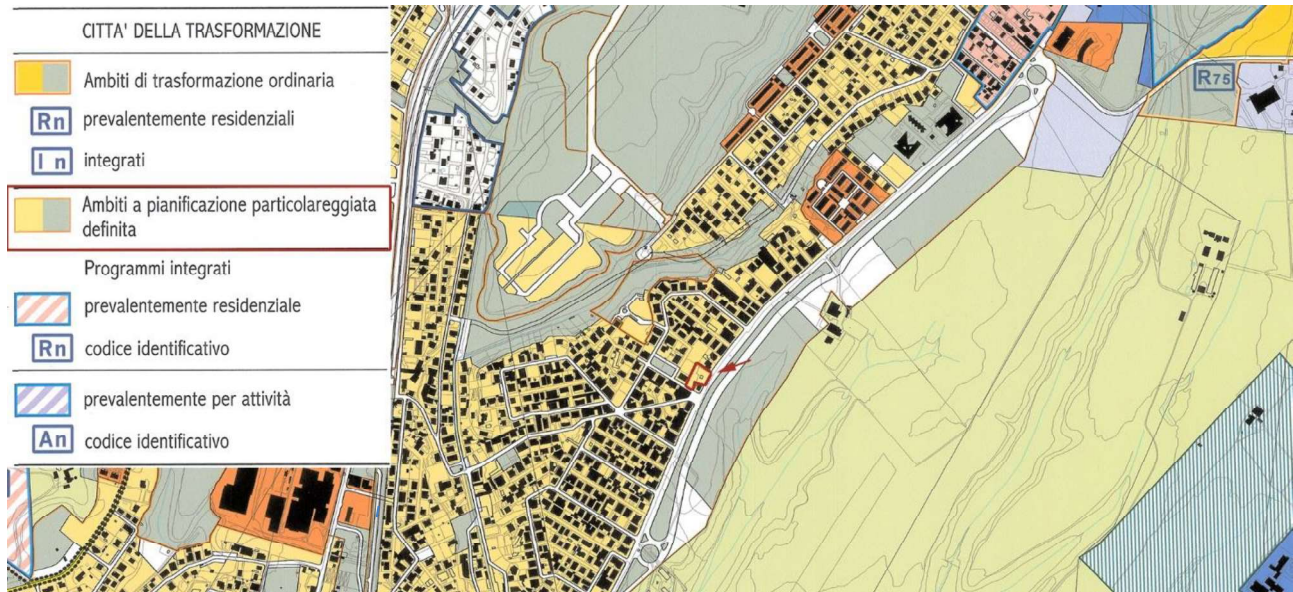 CITTA' DELLA TRASFORMAZIONE
Ambiti di trasformazione ordinaria
Rn prevalentemente residenziali
I n integrati
Ambiti a pianificazione particolareggiata
definita
Programmi integrati
prevalentemente residenziale
Rn codice identificativo
prevalentemente per attività
An codice identificativo
R75